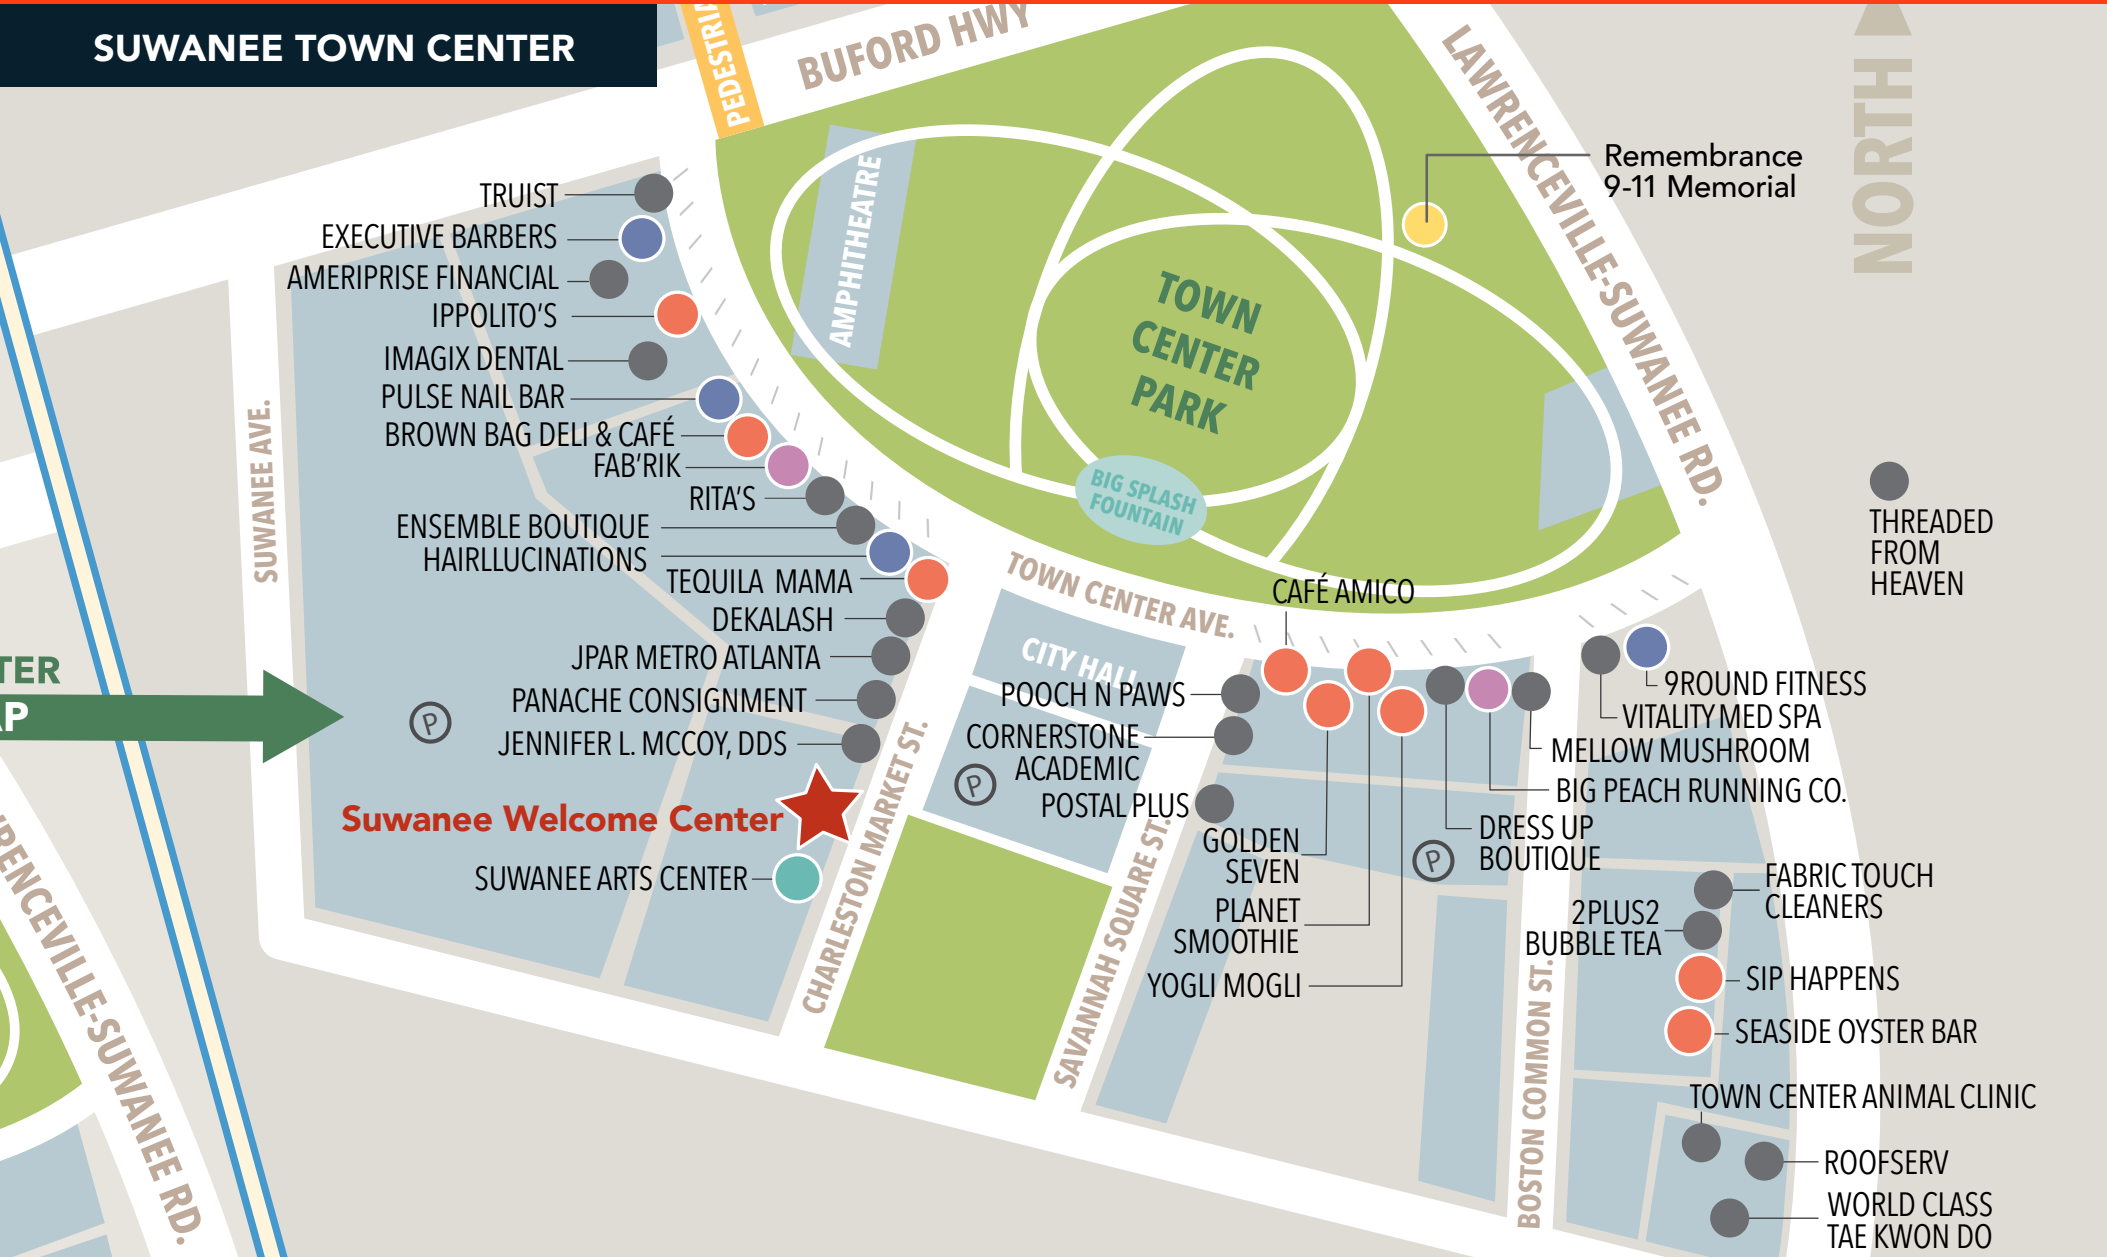 SUWANEE TOWN CENTER
BUFORD HWY
LAWRENCEVILLE-SUWANEE RD.
NORTH
Remembrance
9-11 Memorial
AMPHITHEATRE
TOWN
CENTER
PARK
BIG SPLASH
FOUNTAIN
TRUIST
EXECUTIVE BARBERS
AMERIPRISE FINANCIAL
IPPOLITO'S
IMAGIX DENTAL
PULSE NAIL BAR
BROWN BAG DELI & CAFÉ
FAB'RIK
RITA'S
ENSEMBLE BOUTIQUE
HAIRLLUCINATIONS
TEQUILA MAMA
DEKALASH
JPAR METRO ATLANTA
PANACHE CONSIGNMENT
JENNIFER L. MCCOY, DDS
Suwanee Welcome Center
SUWANEE ARTS CENTER
SUWANEE AVE.
P
TOWN CENTER AVE.
CITY HALL
CHARLESTON MARKET ST.
P
SAVANNAH SQUARE ST.
CAFÉ AMICO
POOCH N PAWS
CORNERSTONE
ACADEMIC
POSTAL PLUS
GOLDEN
SEVEN
PLANET
SMOOTHIE
YOGLI MOGLI
P
DRESS UP
BOUTIQUE
BIG PEACH RUNNING CO.
MELLOW MUSHROOM
VITALITY MED SPA
9ROUND FITNESS
THREADED
FROM
HEAVEN
BOSTON COMMON ST.
FABRIC TOUCH
CLEANERS
2PLUS2
BUBBLE TEA
SIP HAPPENS
SEASIDE OYSTER BAR
TOWN CENTER ANIMAL CLINIC
ROOFSERV
WORLD CLASS
TAE KWON DO
RENCEVILLE-SUWANEE RD.